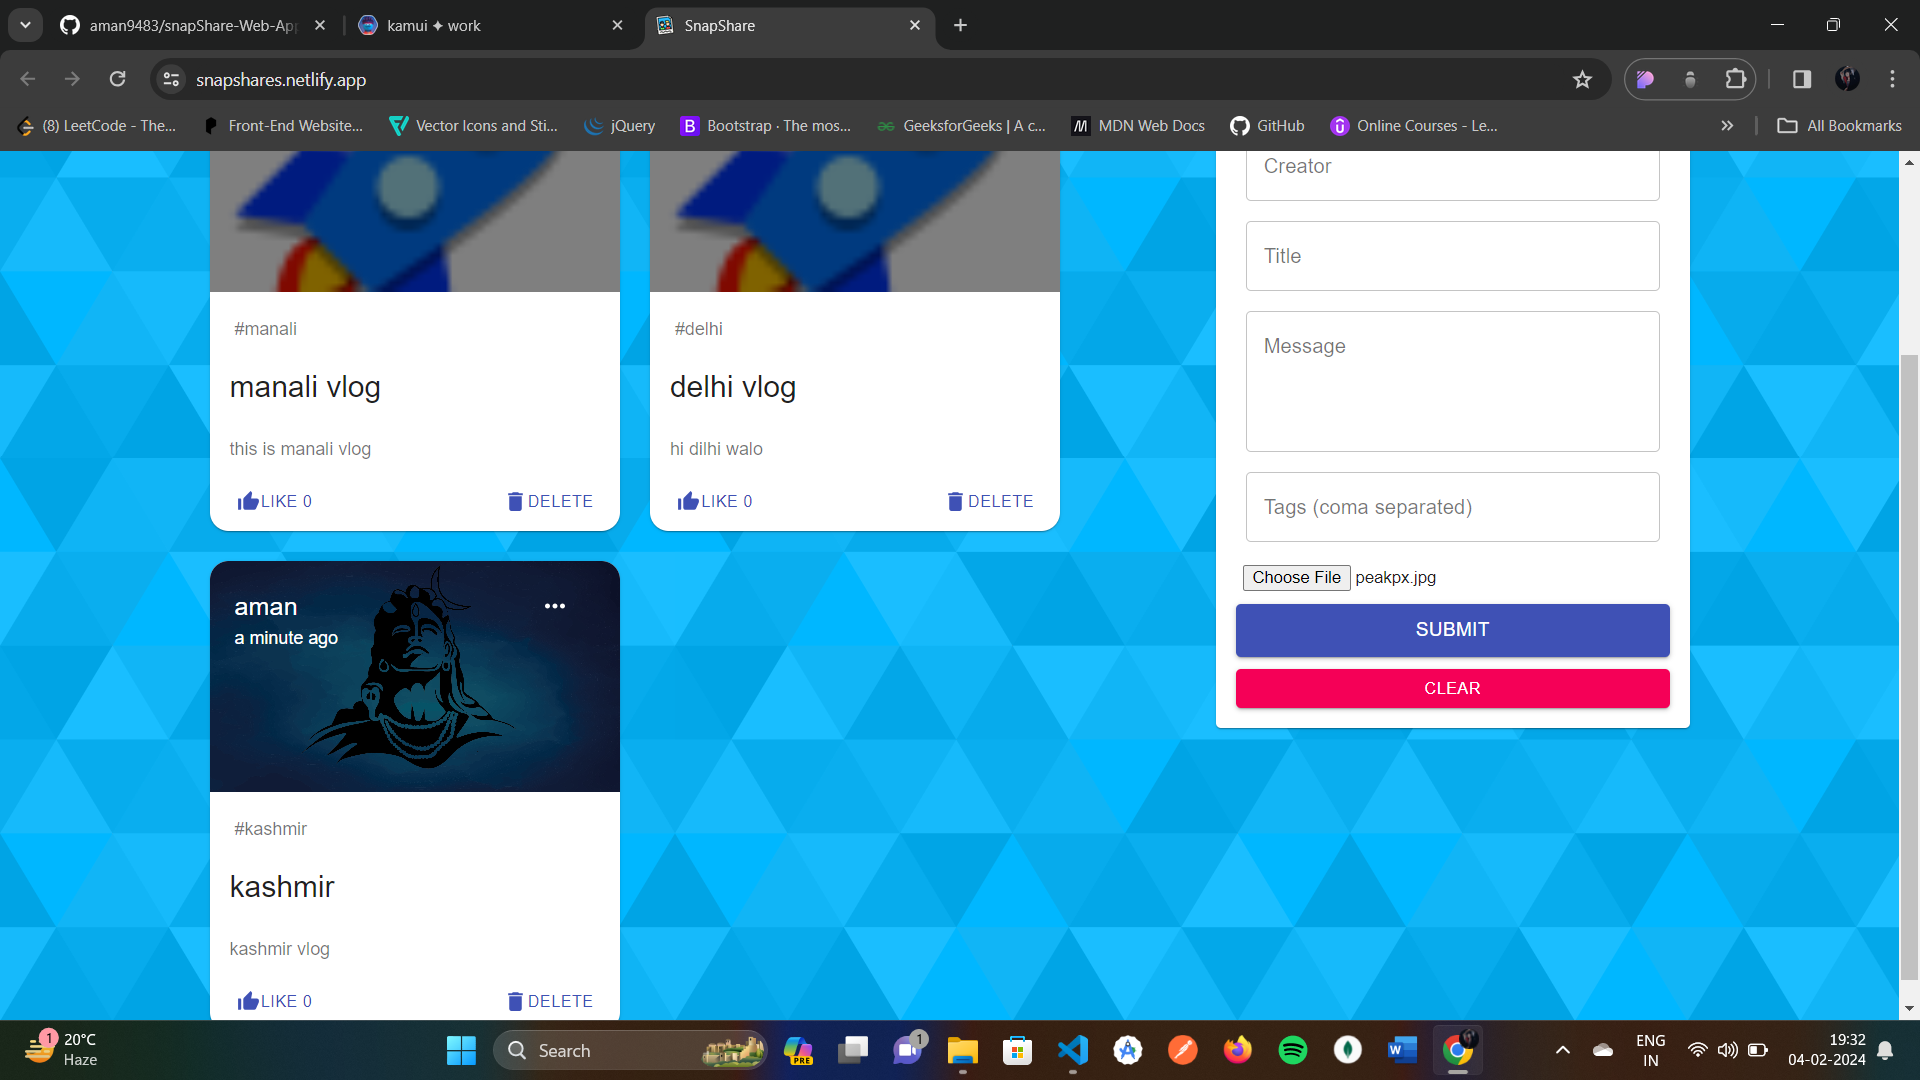 aman9483/snapShare-Web-App
kamui ✦ work
SnapShare
snapshares.netlify.app
(8) LeetCode - The...
Front-End Website...
Vector Icons and Sti...
jQuery
Bootstrap · The mos...
GeeksforGeeks | A c...
MDN Web Docs
GitHub
Online Courses - Le...
All Bookmarks
#manali
manali vlog
this is manali vlog
LIKE 0
DELETE
#delhi
delhi vlog
hi dilhi walo
LIKE 0
DELETE
aman
a minute ago
#kashmir
kashmir
kashmir vlog
LIKE 0
DELETE
Creator
Title
Message
Tags (coma separated)
Choose File peakpx.jpg
SUBMIT
CLEAR
1
20°C
Haze
Search
PRE
1
ENG
IN
19:32
04-02-2024